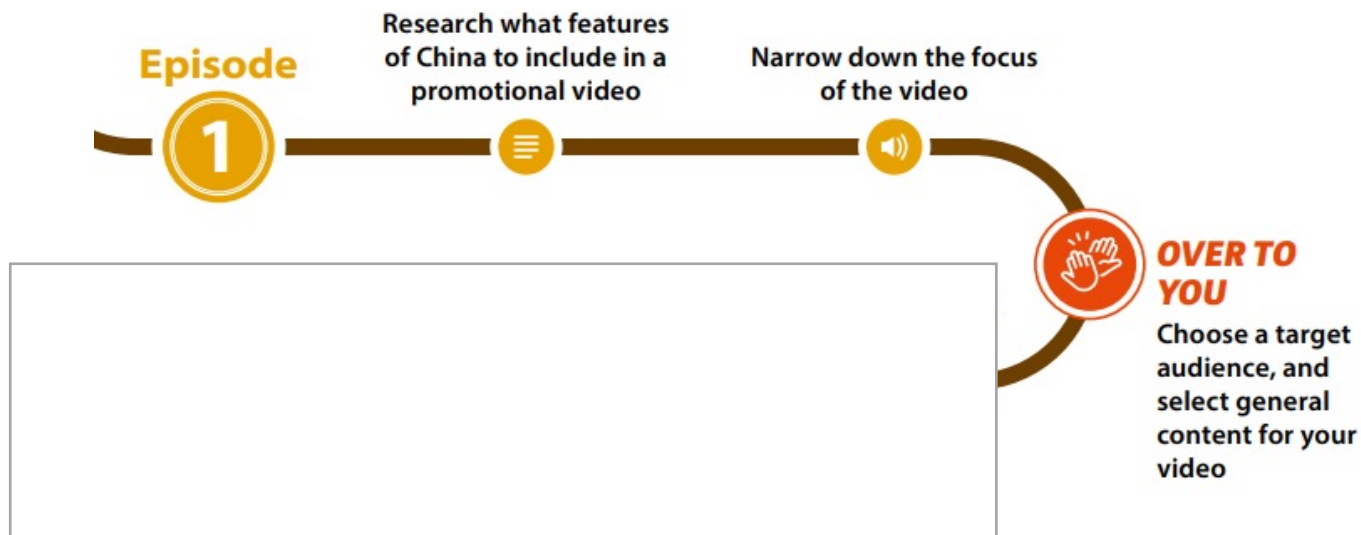 Episode
1
Research what features
of China to include in a
promotional video
Narrow down the focus
of the video
OVER TO
YOU
Choose a target
audience, and
select general
content for your
video